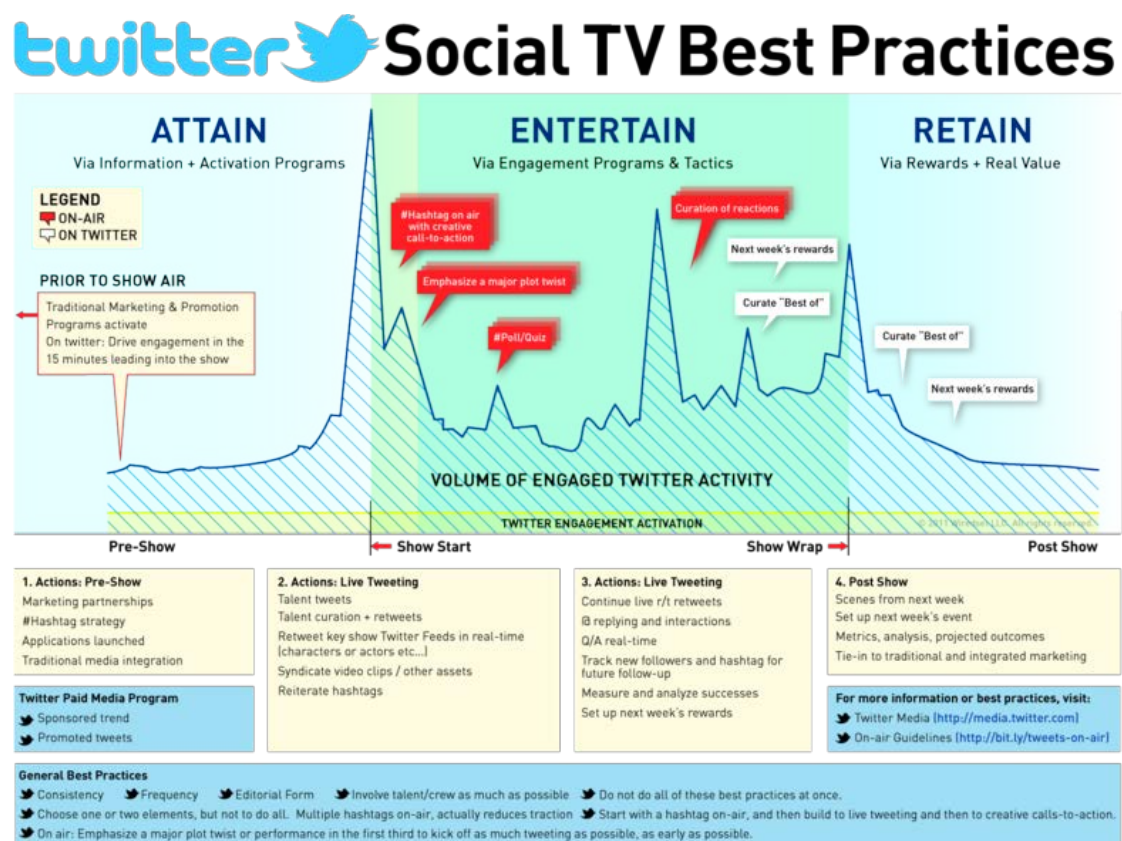 twitter Social TV Best Practices
ATTAIN
Via Information + Activation Programs
ENTERTAIN
Via Engagement Programs & Tactics
RETAIN
Via Rewards + Real Value
LEGEND
ON-AIR
ON TWITTER
PRIOR TO SHOW AIR
Traditional Marketing & Promotion
Programs activate
On twitter: Drive engagement in the
15 minutes leading into the show
#Hashtag on air
with creative
call-to-action
Emphasize a major plot twist
#Poll/Quiz
Curation of reactions
Next week's rewards
Curate "Best of"
Curate "Best of"
Next week's rewards
VOLUME OF ENGAGED TWITTER ACTIVITY
TWITTER ENGAGEMENT ACTIVATION
© 2011 Wiredset LLC. All rights reserved.
Pre-Show
Show Start
Show Wrap
Post Show
1. Actions: Pre-Show
Marketing partnerships
#Hashtag strategy
Applications launched
Traditional media integration
Twitter Paid Media Program
Sponsored trend
Promoted tweets
2. Actions: Live Tweeting
Talent tweets
Talent curation + retweets
Retweet key show Twitter Feeds in real-time
(characters or actors etc...)
Syndicate video clips / other assets
Reiterate hashtags
3. Actions: Live Tweeting
Continue live r/t retweets
@ replying and interactions
Q/A real-time
Track new followers and hashtag for
future follow-up
Measure and analyze successes
Set up next week's rewards
4. Post Show
Scenes from next week
Set up next week's event
Metrics, analysis, projected outcomes
Tie-in to traditional and integrated marketing
For more information or best practices, visit:
Twitter Media (http://media.twitter.com)
On-air Guidelines (http://bit.ly/tweets-on-air)
General Best Practices
Consistency Frequency Editorial Form Involve talent/crew as much as possible Do not do all of these best practices at once.
Choose one or two elements, but not to do all. Multiple hashtags on-air, actually reduces traction Start with a hashtag on-air, and then build to live tweeting and then to creative calls-to-action.
On air: Emphasize a major plot twist or performance in the first third to kick off as much tweeting as possible, as early as possible.